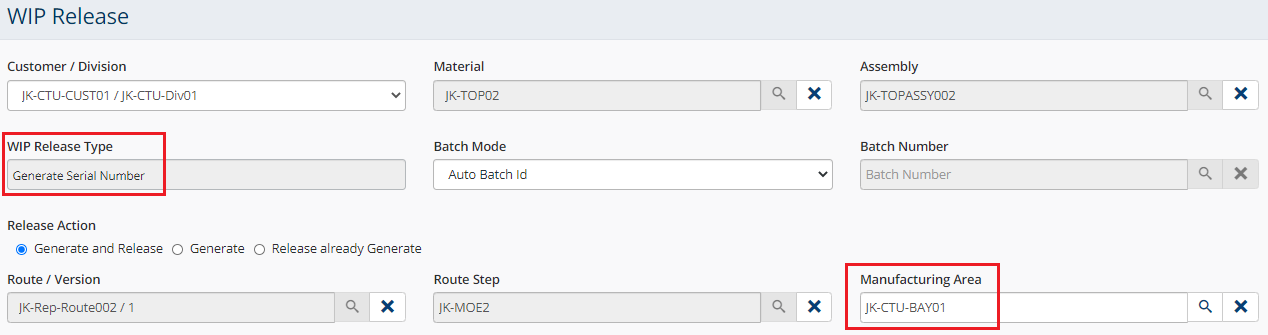 WIP Release
Customer / Division
Material
Assembly
JK-CTU-CUST01 / JK-CTU-Div01
JK-TOP02
JK-TOPASSY002
WIP Release Type
Batch Mode
Batch Number
Generate Serial Number
Auto Batch Id
Batch Number
Release Action
Generate and Release
Generate
Release already Generate
Route / Version
Route Step
Manufacturing Area
JK-Rep-Route002 / 1
JK-MOE2
JK-CTU-BAY01